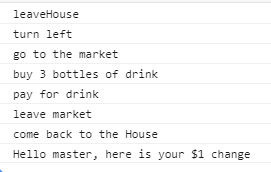 leaveHouse
turn left
go to the market
buy 3 bottles of drink
pay for drink
leave market
come back to the House
Hello master, here is your $1 change